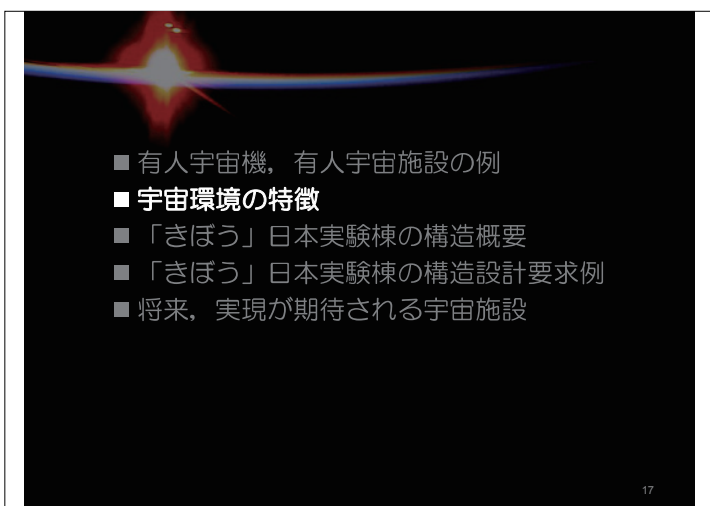 ■ 有人宇宙機，有人宇宙施設の例
■ 宇宙環境の特徴
■ 「きぼう」日本実験棟の構造概要
■ 「きぼう」日本実験棟の構造設計要求例
■ 将来，実現が期待される宇宙施設
17